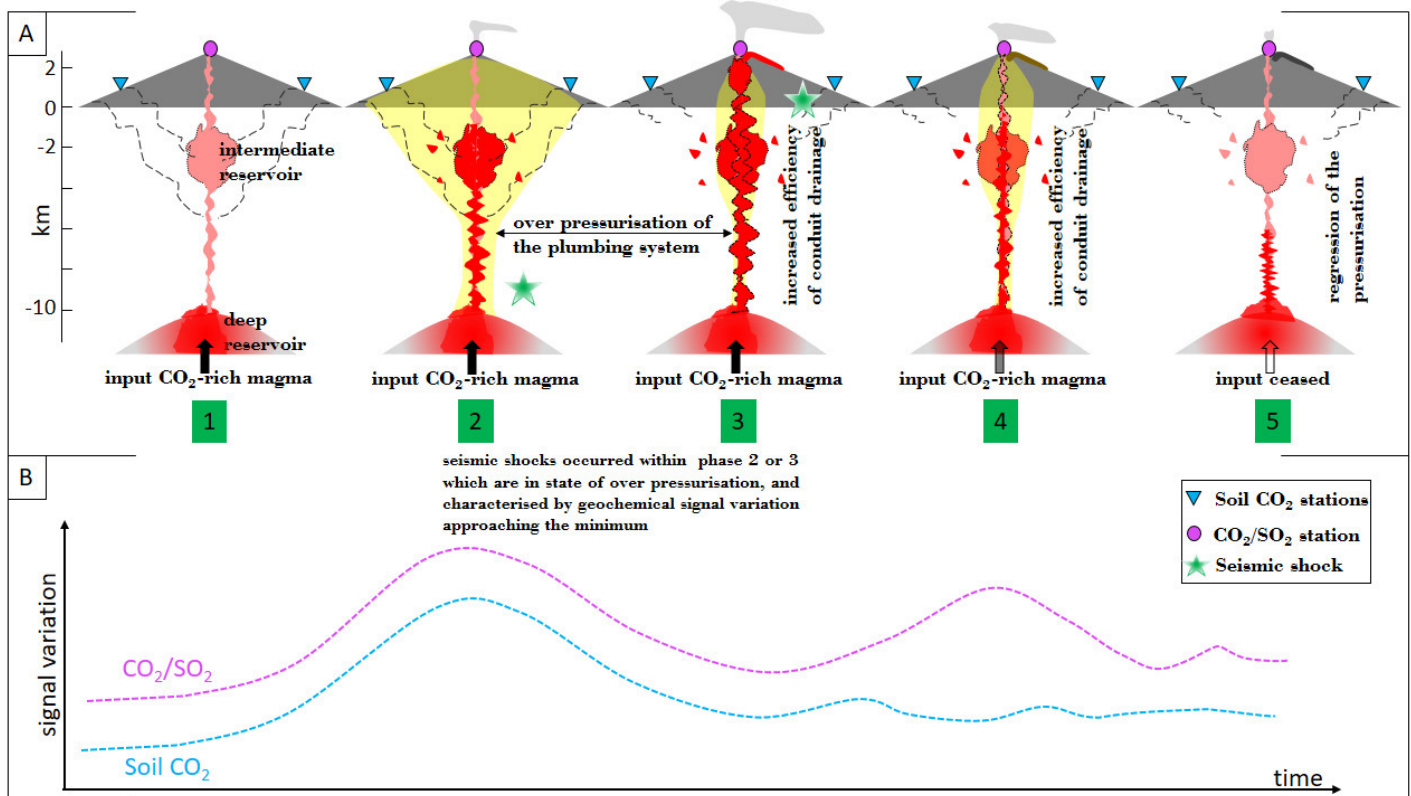 A
2
0
-2
-10
km
intermediate
reservoir
deep
reservoir
input CO₂-rich magma
1
over pressurisation of
the plumbing system
input CO₂-rich magma
2
increased efficiency
of conduit drainage
input CO₂-rich magma
3
increased efficiency
of conduit drainage
input CO₂-rich magma
4
regression of the
pressurisation
input ceased
5
B
seismic shocks occurred within phase 2 or 3
which are in state of over pressurisation, and
characterised by geochemical signal variation
approaching the minimum
Soil CO₂ stations
CO₂/SO₂ station
Seismic shock
signal variation
CO₂/SO₂
Soil CO₂
time